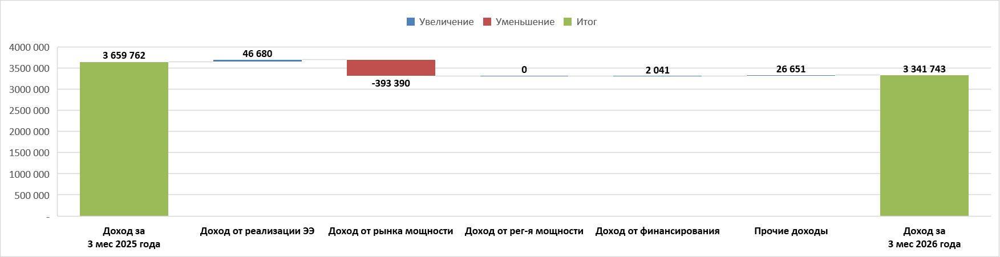 Увеличение Уменьшение Итог
4000 000
3500 000
3000 000
2500 000
2000 000
1500 000
1000 000
500 000
-
3 659 762
46 680
-393 390
0
2 041
26 651
3 341 743
Доход за
3 мес 2025 года
Доход от реализации ЭЭ
Доход от рынка мощности
Доход от рег-я мощности
Доход от финансирования
Прочие доходы
Доход за
3 мес 2026 года